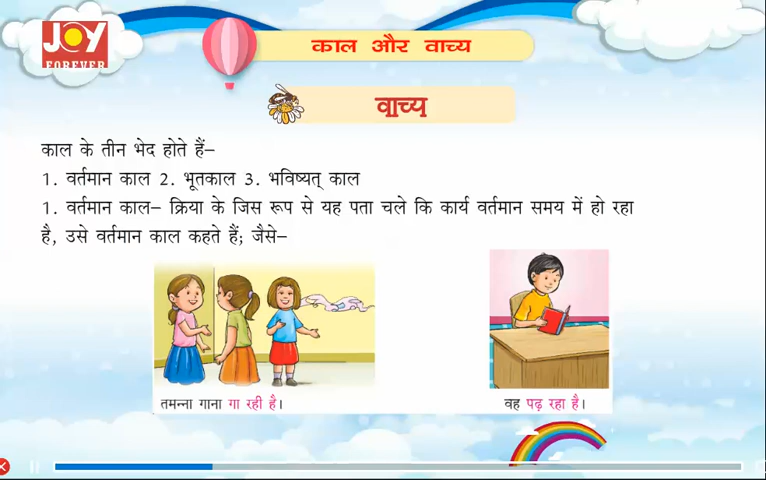 JOY
FOREVER
काल और वाच्य
वाच्य
काल के तीन भेद होते हैं–
1. वर्तमान काल 2. भूतकाल 3. भविष्यत् काल
1. वर्तमान काल– क्रिया के जिस रूप से यह पता चले कि कार्य वर्तमान समय में हो रहा
है, उसे वर्तमान काल कहते हैं; जैसे–
तमन्ना गाना गा रही है।
वह पढ़ रहा है।